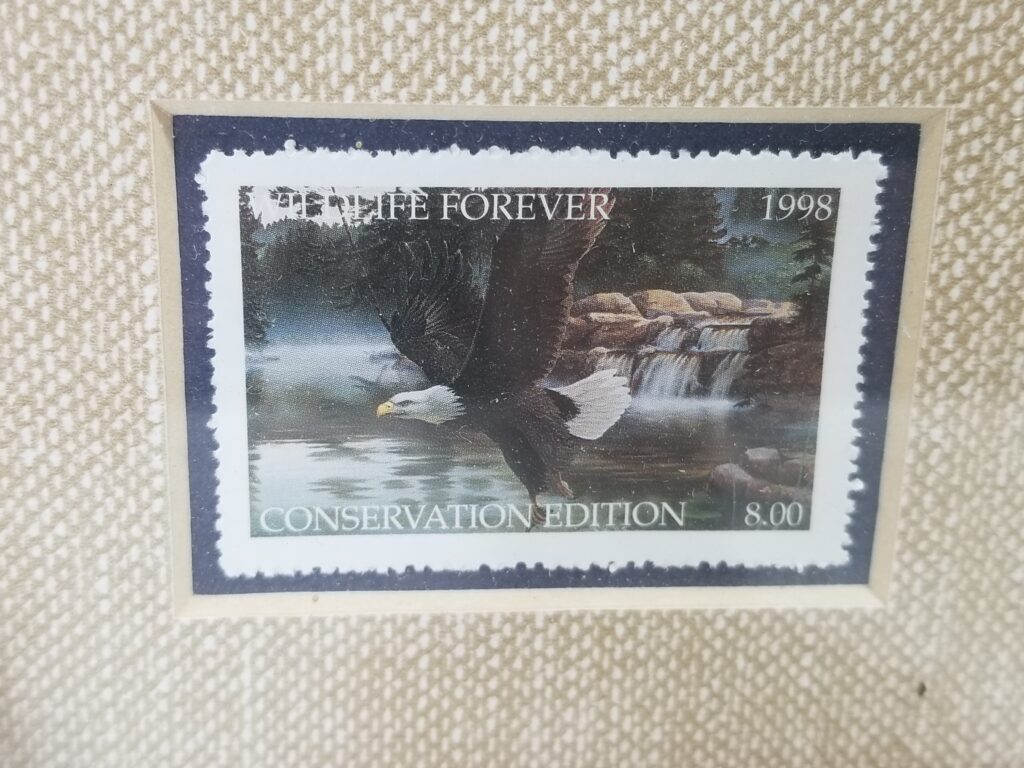 WILDLIFE FOREVER 1998
CONSERVATION EDITION 8.00